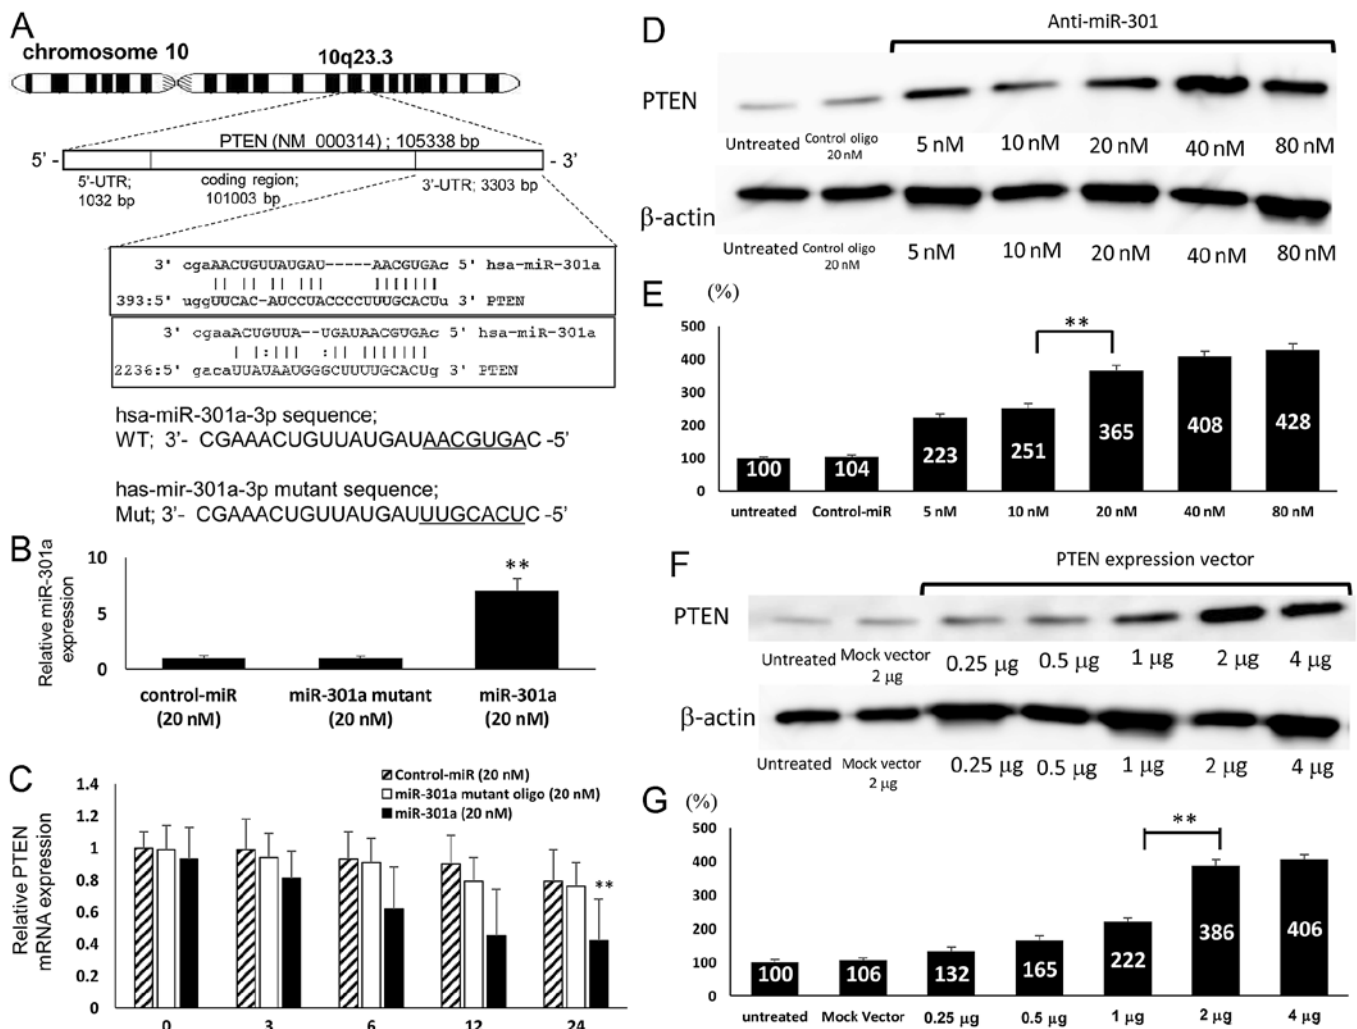 A
chromosome 10
10q23.3
PTEN (NM_000314) ; 105338 bp
5' -
- 3'
5'-UTR;
1032 bp
coding region;
101003 bp
3'-UTR; 3303 bp
3' cgaAACUGUUAUGAU-----AACGUGAc 5' hsa-miR-301a
393:5' uggUUCAC-AUCCUACCCCUUUGCACUu 3' PTEN
3' cgaaACUGUUA--UGAUAACGUGAc 5' hsa-miR-301a
2236:5' gacaUUAUAAUGGGCUUUUGCACUg 3' PTEN
hsa-miR-301a-3p sequence;
WT; 3'- CGAAACUGUUAUGAUAACGUGAC -5'
has-mir-301a-3p mutant sequence;
Mut; 3'- CGAAACUGUUAUGAUUUGCACUC -5'
B
Relative miR-301a
expression
10
5
0
**
control-miR
(20 nM)
miR-301a mutant
(20 nM)
miR-301a
(20 nM)
C
Relative PTEN
mRNA expression
1.4
1.2
1
0.8
0.6
0.4
0.2
0
Control-miR (20 nM)
miR-301a mutant oligo (20 nM)
miR-301a (20 nM)
**
0 3 6 12 24
D
Anti-miR-301
PTEN
Untreated Control oligo 20 nM 5 nM 10 nM 20 nM 40 nM 80 nM
β-actin
Untreated Control oligo 20 nM 5 nM 10 nM 20 nM 40 nM 80 nM
E
(%)
500
400
300
200
100
0
**
100 104 223 251 365 408 428
untreated Control-miR 5 nM 10 nM 20 nM 40 nM 80 nM
F
PTEN expression vector
PTEN
Untreated Mock vector 2 μg 0.25 μg 0.5 μg 1 μg 2 μg 4 μg
β-actin
Untreated Mock vector 2 μg 0.25 μg 0.5 μg 1 μg 2 μg 4 μg
G
(%)
500
400
300
200
100
0
**
100 106 132 165 222 386 406
untreated Mock Vector 0.25 μg 0.5 μg 1 μg 2 μg 4 μg